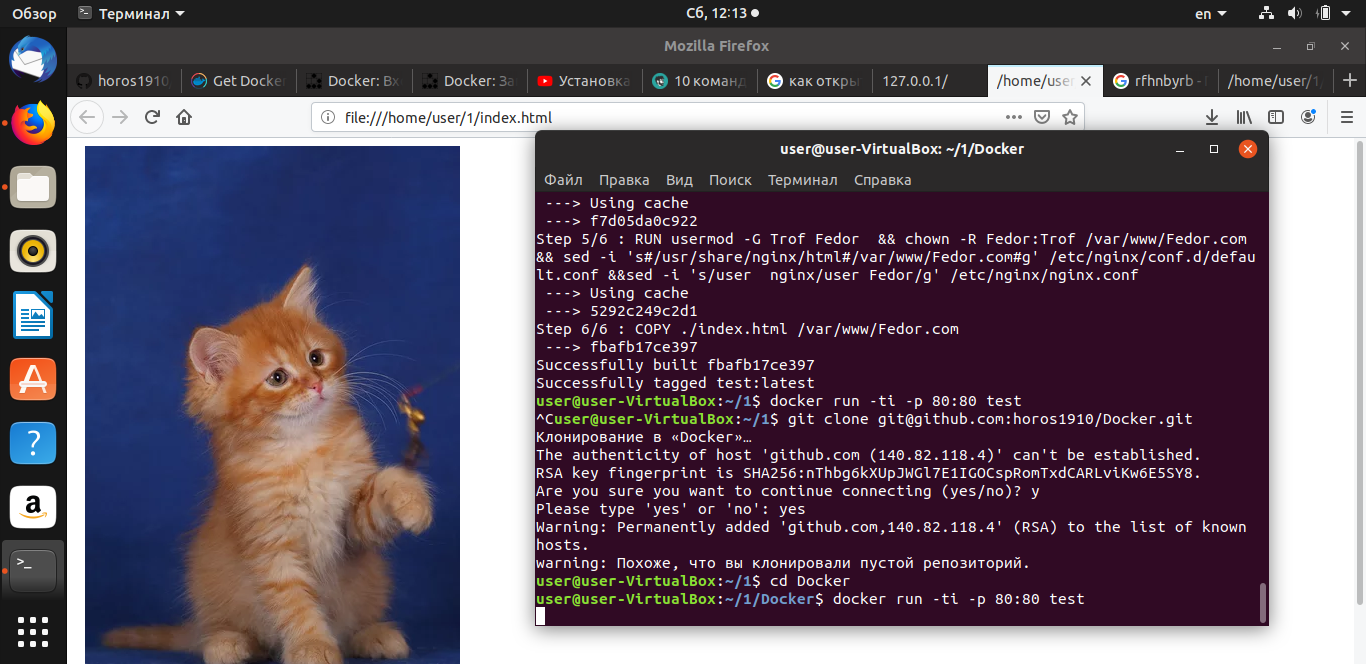 Обзор Терминал Сб, 12:13 en
Mozilla Firefox
horos1910 Get Docke Docker: Вх Docker: За Установка 10 команд как откры 127.0.0.1/ /home/use rfhnbyrb - /home/user/1/
file:///home/user/1/index.html
user@user-VirtualBox: ~/1/Docker
Файл Правка Вид Поиск Терминал Справка
---> Using cache
---> f7d05da0c922
Step 5/6 : RUN usermod -G Trof Fedor  && chown -R Fedor:Trof /var/www/Fedor.com
&& sed -i 's#/usr/share/nginx/html#/var/www/Fedor.com#g' /etc/nginx/conf.d/defau
lt.conf &&sed -i 's/user  nginx/user Fedor/g' /etc/nginx/nginx.conf
---> Using cache
---> 5292c249c2d1
Step 6/6 : COPY ./index.html /var/www/Fedor.com
---> fbafb17ce397
Successfully built fbafb17ce397
Successfully tagged test:latest
user@user-VirtualBox:~/1$ docker run -ti -p 80:80 test
^Cuser@user-VirtualBox:~/1$ git clone git@github.com:horos1910/Docker.git
Клонирование в «Docker»…
The authenticity of host 'github.com (140.82.118.4)' can't be established.
RSA key fingerprint is SHA256:nThbg6kXUpJWGl7E1IGOCspRomTxdCARLviKw6E5SY8.
Are you sure you want to continue connecting (yes/no)? y
Please type 'yes' or 'no': yes
Warning: Permanently added 'github.com,140.82.118.4' (RSA) to the list of known
hosts.
warning: Похоже, что вы клонировали пустой репозиторий.
user@user-VirtualBox:~/1$ cd Docker
user@user-VirtualBox:~/1/Docker$ docker run -ti -p 80:80 test